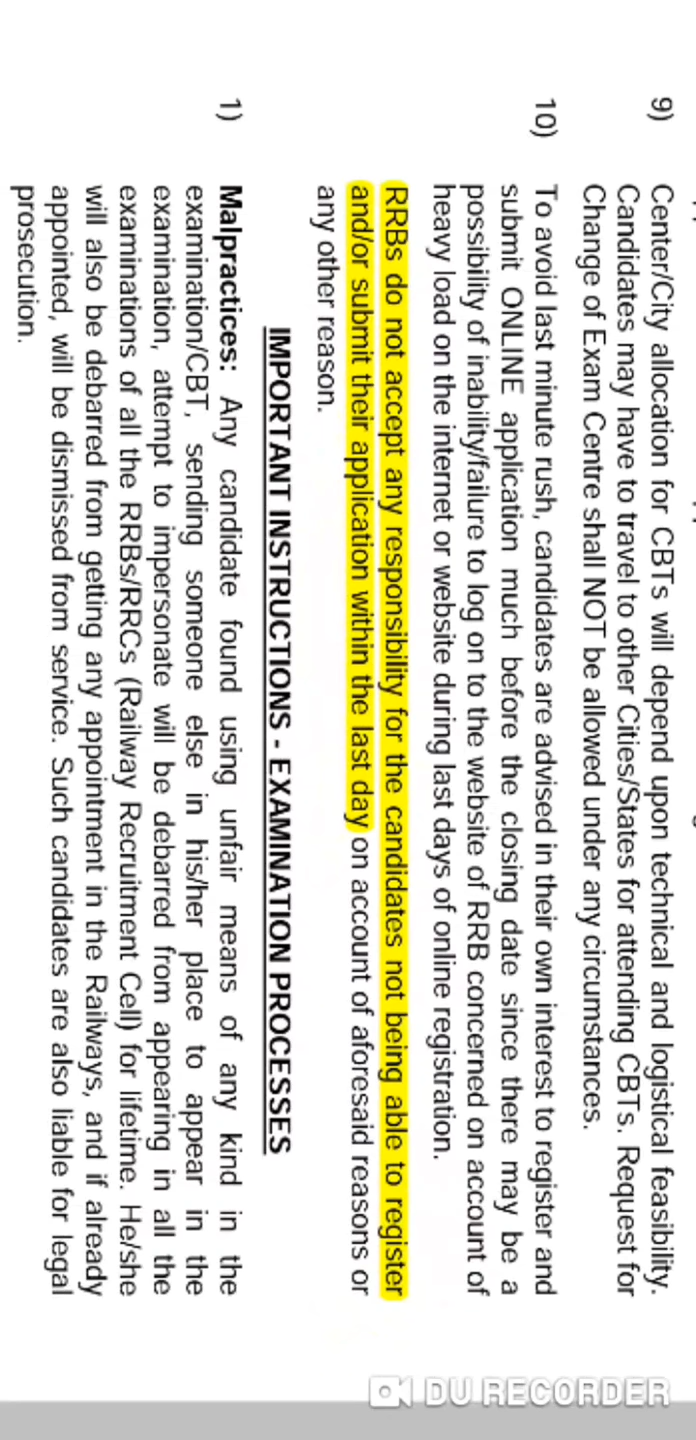 9) Center/City allocation for CBTs will depend upon technical and logistical feasibility.
Candidates may have to travel to other Cities/States for attending CBTs. Request for
Change of Exam Centre shall NOT be allowed under any circumstances.
10) To avoid last minute rush, candidates are advised in their own interest to register and
submit ONLINE application much before the closing date since there may be a
possibility of inability/failure to log on to the website of RRB concerned on account of
heavy load on the internet or website during last days of online registration.
RRBs do not accept any responsibility for the candidates not being able to register
and/or submit their application within the last day on account of aforesaid reasons or
any other reason.
IMPORTANT INSTRUCTIONS - EXAMINATION PROCESSES
1) Malpractices: Any candidate found using unfair means of any kind in the
examination/CBT, sending someone else in his/her place to appear in the
examination, attempt to impersonate will be debarred from appearing in all the
examinations of all the RRBs/RRCs (Railway Recruitment Cell) for lifetime. He/she
will also be debarred from getting any appointment in the Railways, and if already
appointed, will be dismissed from service. Such candidates are also liable for legal
prosecution.
DU RECORDER